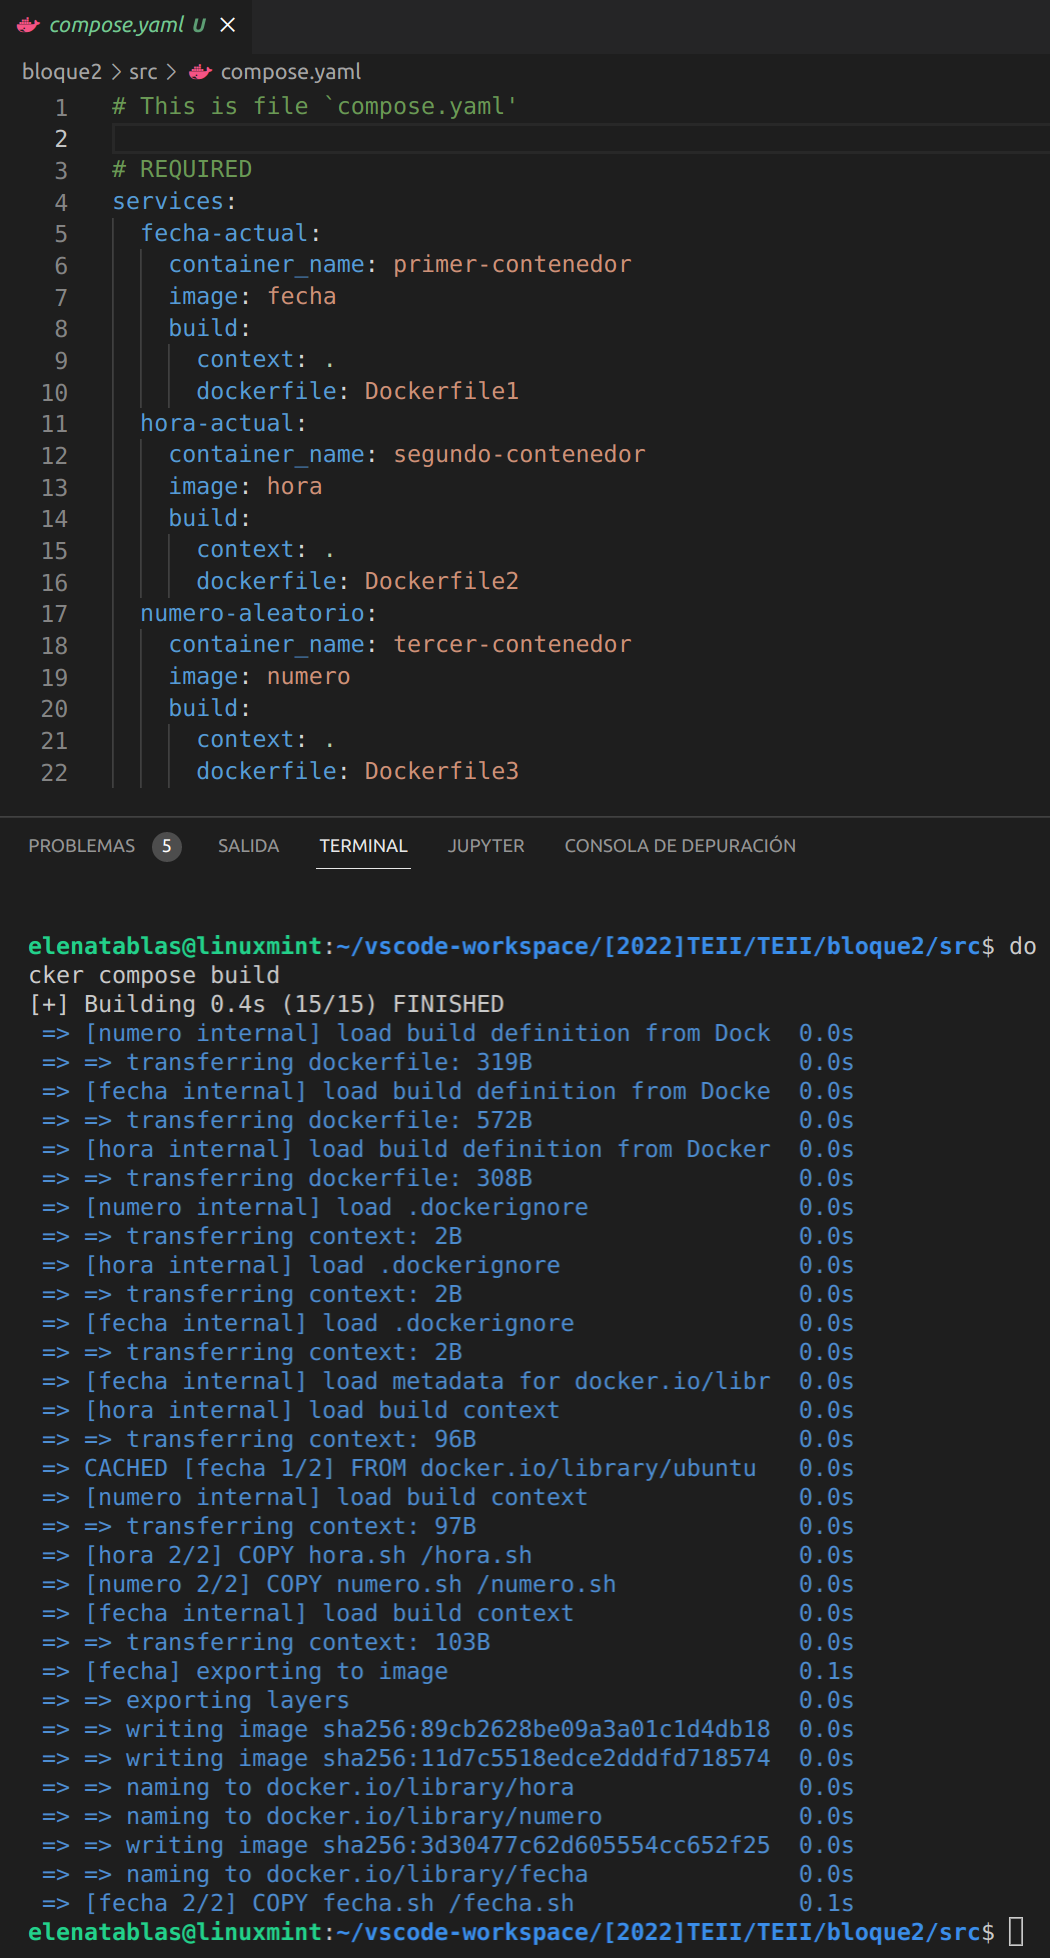 compose.yaml U ×
bloque2 > src > compose.yaml
1 # This is file `compose.yaml'
2
3 # REQUIRED
4 services:
5 fecha-actual:
6 container_name: primer-contenedor
7 image: fecha
8 build:
9 context: .
10 dockerfile: Dockerfile1
11 hora-actual:
12 container_name: segundo-contenedor
13 image: hora
14 build:
15 context: .
16 dockerfile: Dockerfile2
17 numero-aleatorio:
18 container_name: tercer-contenedor
19 image: numero
20 build:
21 context: .
22 dockerfile: Dockerfile3
PROBLEMAS 5 SALIDA TERMINAL JUPYTER CONSOLA DE DEPURACIÓN
elenatablas@linuxmint:~/vscode-workspace/[2022]TEII/TEII/bloque2/src$ do
cker compose build
[+] Building 0.4s (15/15) FINISHED
=> [numero internal] load build definition from Dock 0.0s
=> => transferring dockerfile: 319B 0.0s
=> [fecha internal] load build definition from Docke 0.0s
=> => transferring dockerfile: 572B 0.0s
=> [hora internal] load build definition from Docker 0.0s
=> => transferring dockerfile: 308B 0.0s
=> [numero internal] load .dockerignore 0.0s
=> => transferring context: 2B 0.0s
=> [hora internal] load .dockerignore 0.0s
=> => transferring context: 2B 0.0s
=> [fecha internal] load .dockerignore 0.0s
=> => transferring context: 2B 0.0s
=> [fecha internal] load metadata for docker.io/libr 0.0s
=> [hora internal] load build context 0.0s
=> => transferring context: 96B 0.0s
=> CACHED [fecha 1/2] FROM docker.io/library/ubuntu 0.0s
=> [numero internal] load build context 0.0s
=> => transferring context: 97B 0.0s
=> [hora 2/2] COPY hora.sh /hora.sh 0.0s
=> [numero 2/2] COPY numero.sh /numero.sh 0.0s
=> [fecha internal] load build context 0.0s
=> => transferring context: 103B 0.0s
=> [fecha] exporting to image 0.1s
=> => exporting layers 0.0s
=> => writing image sha256:89cb2628be09a3a01c1d4db18 0.0s
=> => writing image sha256:11d7c5518edce2dddfd718574 0.0s
=> => naming to docker.io/library/hora 0.0s
=> => naming to docker.io/library/numero 0.0s
=> => writing image sha256:3d30477c62d605554cc652f25 0.0s
=> => naming to docker.io/library/fecha 0.0s
=> [fecha 2/2] COPY fecha.sh /fecha.sh 0.1s
elenatablas@linuxmint:~/vscode-workspace/[2022]TEII/TEII/bloque2/src$